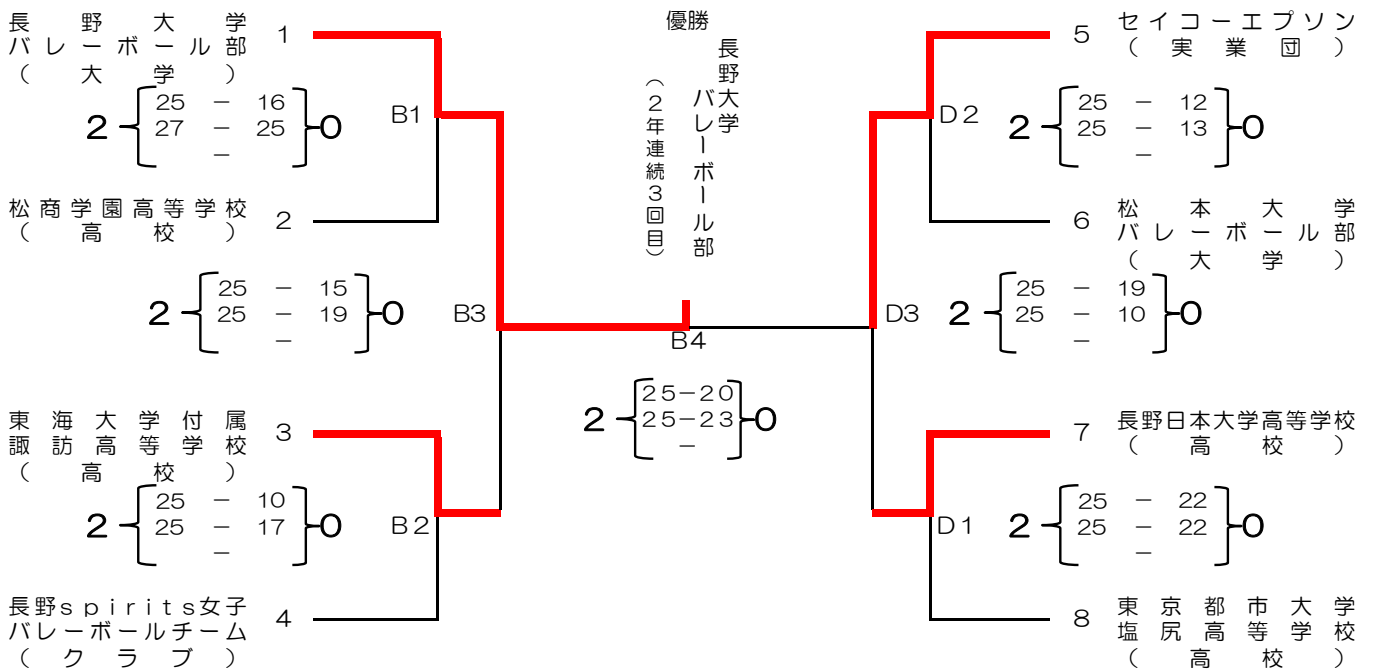 優勝
長野大学
バレーボール部
（２年連続３回目）
長野大学
バレーボール部
（大学）
1
25 － 16
27 － 25
－
2
0
B1
松商学園高等学校
（高校）
2
25 － 15
25 － 19
－
2
0
B3
東海大学付属
諏訪高等学校
（高校）
3
25 － 10
25 － 17
－
2
0
B2
長野ｓｐｉｒｉｔｓ女子
バレーボールチーム
（クラブ）
4
B4
25－20
25－23
－
2
0
5
セイコーエプソン
（実業団）
D2
25 － 12
25 － 13
－
2
0
6
松本大学
バレーボール部
（大学）
D3
25 － 19
25 － 10
－
2
0
7
長野日本大学高等学校
（高校）
D1
25 － 22
25 － 22
－
2
0
8
東京都市大学
塩尻高等学校
（高校）